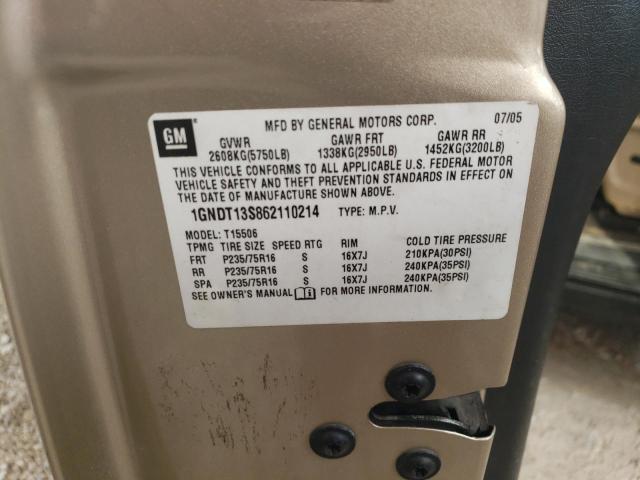 GM
MFD BY GENERAL MOTORS CORP. 07/05
GVWR GAWR FRT GAWR RR
2608KG(5750LB) 1338KG(2950LB) 1452KG(3200LB)
THIS VEHICLE CONFORMS TO ALL APPLICABLE U.S. FEDERAL MOTOR
VEHICLE SAFETY AND THEFT PREVENTION STANDARDS IN EFFECT ON
THE DATE OF MANUFACTURE SHOWN ABOVE.
1GNDT13S862110214 TYPE: M.P.V.
MODEL: T15506
TPMG TIRE SIZE SPEED RTG RIM COLD TIRE PRESSURE
FRT P235/75R16 S 16X7J 210KPA(30PSI)
RR P235/75R16 S 16X7J 240KPA(35PSI)
SPA P235/75R16 S 16X7J 240KPA(35PSI)
SEE OWNER'S MANUAL FOR MORE INFORMATION.